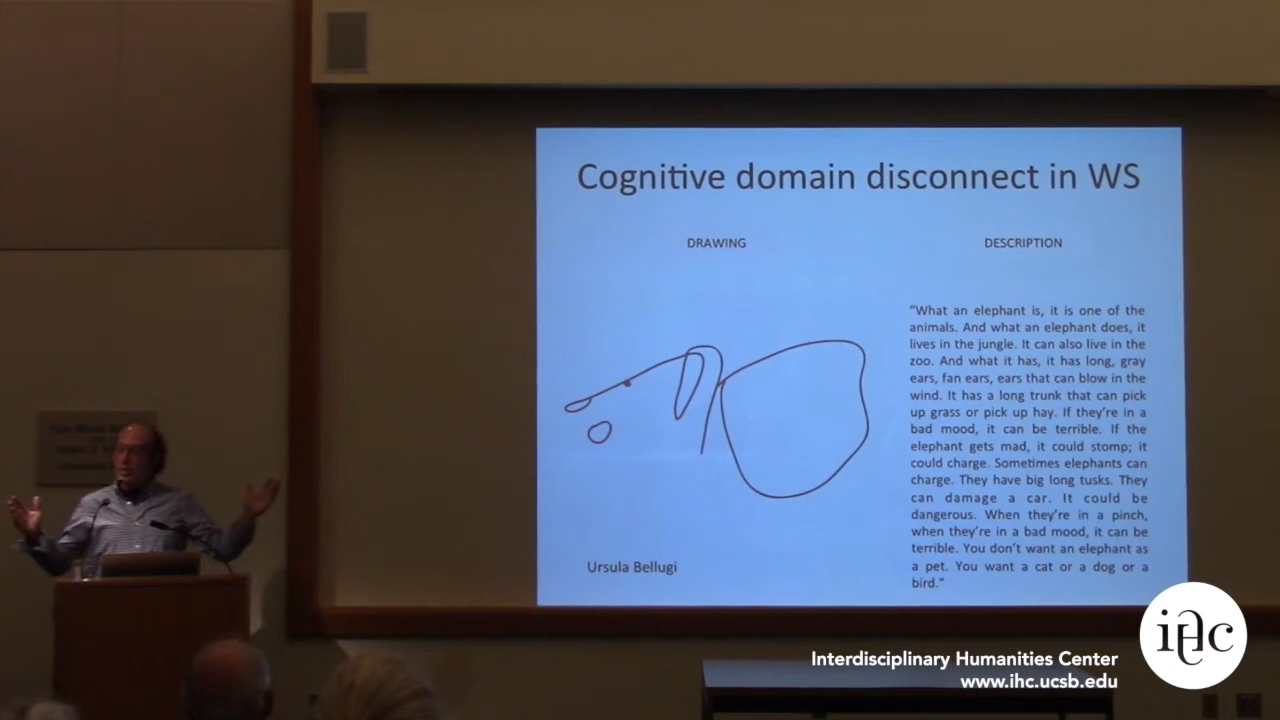 Cognitive domain disconnect in WS
DRAWING
DESCRIPTION
“What an elephant is, it is one of the
animals. And what an elephant does, it
lives in the jungle. It can also live in the
zoo. And what it has, it has long, gray
ears, fan ears, ears that can blow in the
wind. It has a long trunk that can pick
up grass or pick up hay. If they’re in a
bad mood, it can be terrible. If the
elephant gets mad, it could stomp; it
could charge. Sometimes elephants can
charge. They have big long tusks. They
can damage a car. It could be
dangerous. When they’re in a pinch,
when they’re in a bad mood, it can be
terrible. You don’t want an elephant as
a pet. You want a cat or a dog or a
bird.“
Ursula Bellugi
ihc
Interdisciplinary Humanities Center
www.ihc.ucsb.edu